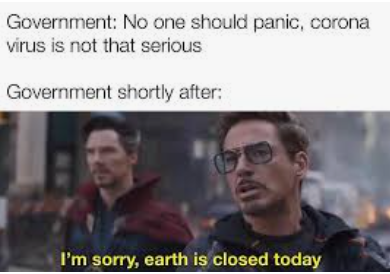 Government: No one should panic, corona
virus is not that serious
Government shortly after:
I'm sorry, earth is closed today